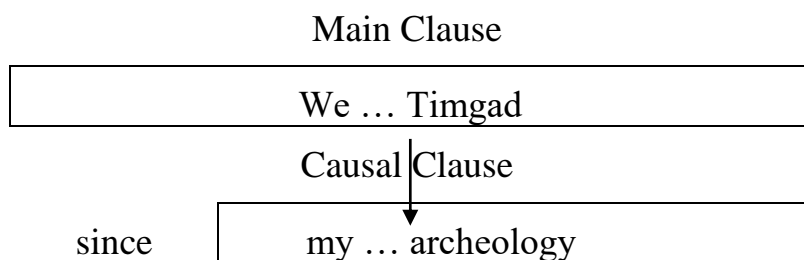 Main Clause
We … Timgad
Causal Clause
since my … archeology